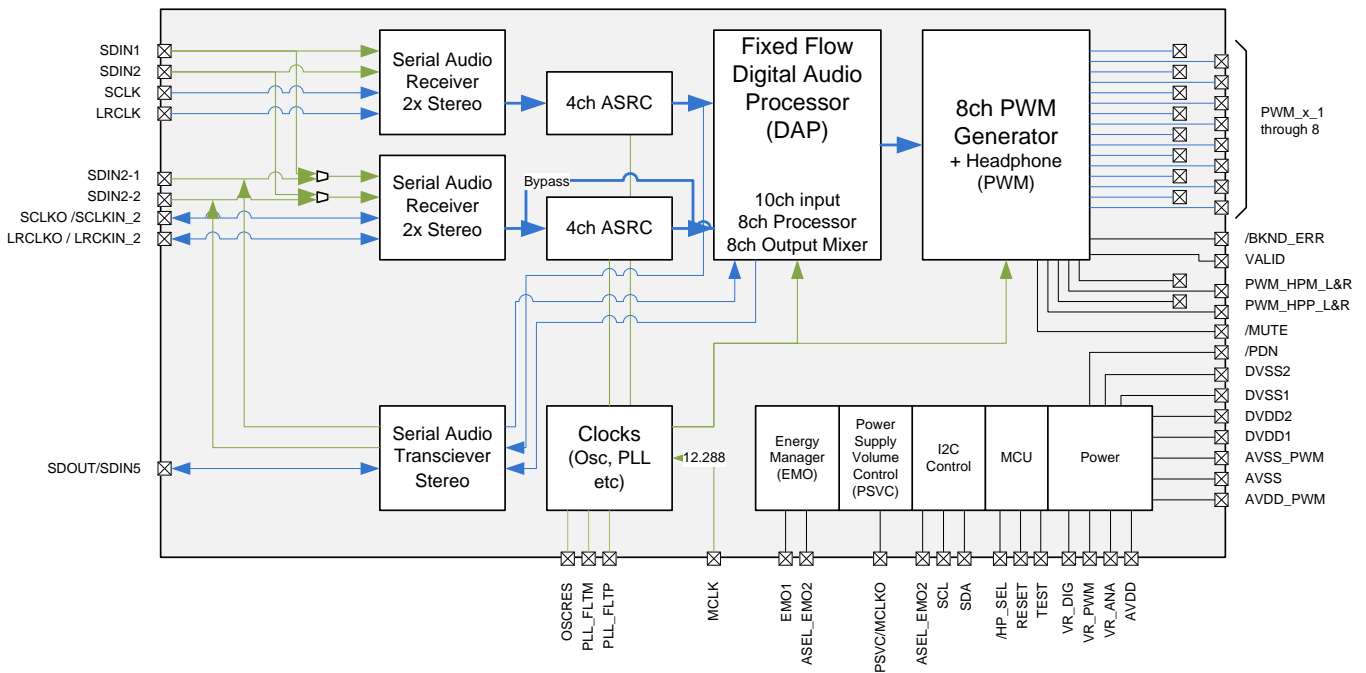 SDIN1
SDIN2
SCLK
LRCLK
SDIN2-1
SDIN2-2
SCLKO /SCLKIN_2
LRCLKO / LRCKIN_2
SDOUT/SDIN5
Serial Audio
Receiver
2x Stereo
4ch ASRC
Serial Audio
Receiver
2x Stereo
Bypass
4ch ASRC
Fixed Flow
Digital Audio
Processor
(DAP)
10ch input
8ch Processor
8ch Output Mixer
8ch PWM
Generator
+ Headphone
(PWM)
PWM_x_1
through 8
/BKND_ERR
VALID
PWM_HPM_L&R
PWM_HPP_L&R
/MUTE
/PDN
DVSS2
DVSS1
DVDD2
DVDD1
AVSS_PWM
AVSS
AVDD_PWM
Serial Audio
Transciever
Stereo
Clocks
(Osc, PLL
etc)
12.288
Energy
Manager
(EMO)
Power
Supply
Volume
Control
(PSVC)
I2C
Control
MCU
Power
OSCRES
PLL_FLTM
PLL_FLTP
MCLK
EMO1
ASEL_EMO2
PSVC/MCLKO
ASEL_EMO2
SCL
SDA
/HP_SEL
RESET
TEST
VR_DIG
VR_PWM
VR_ANA
AVDD